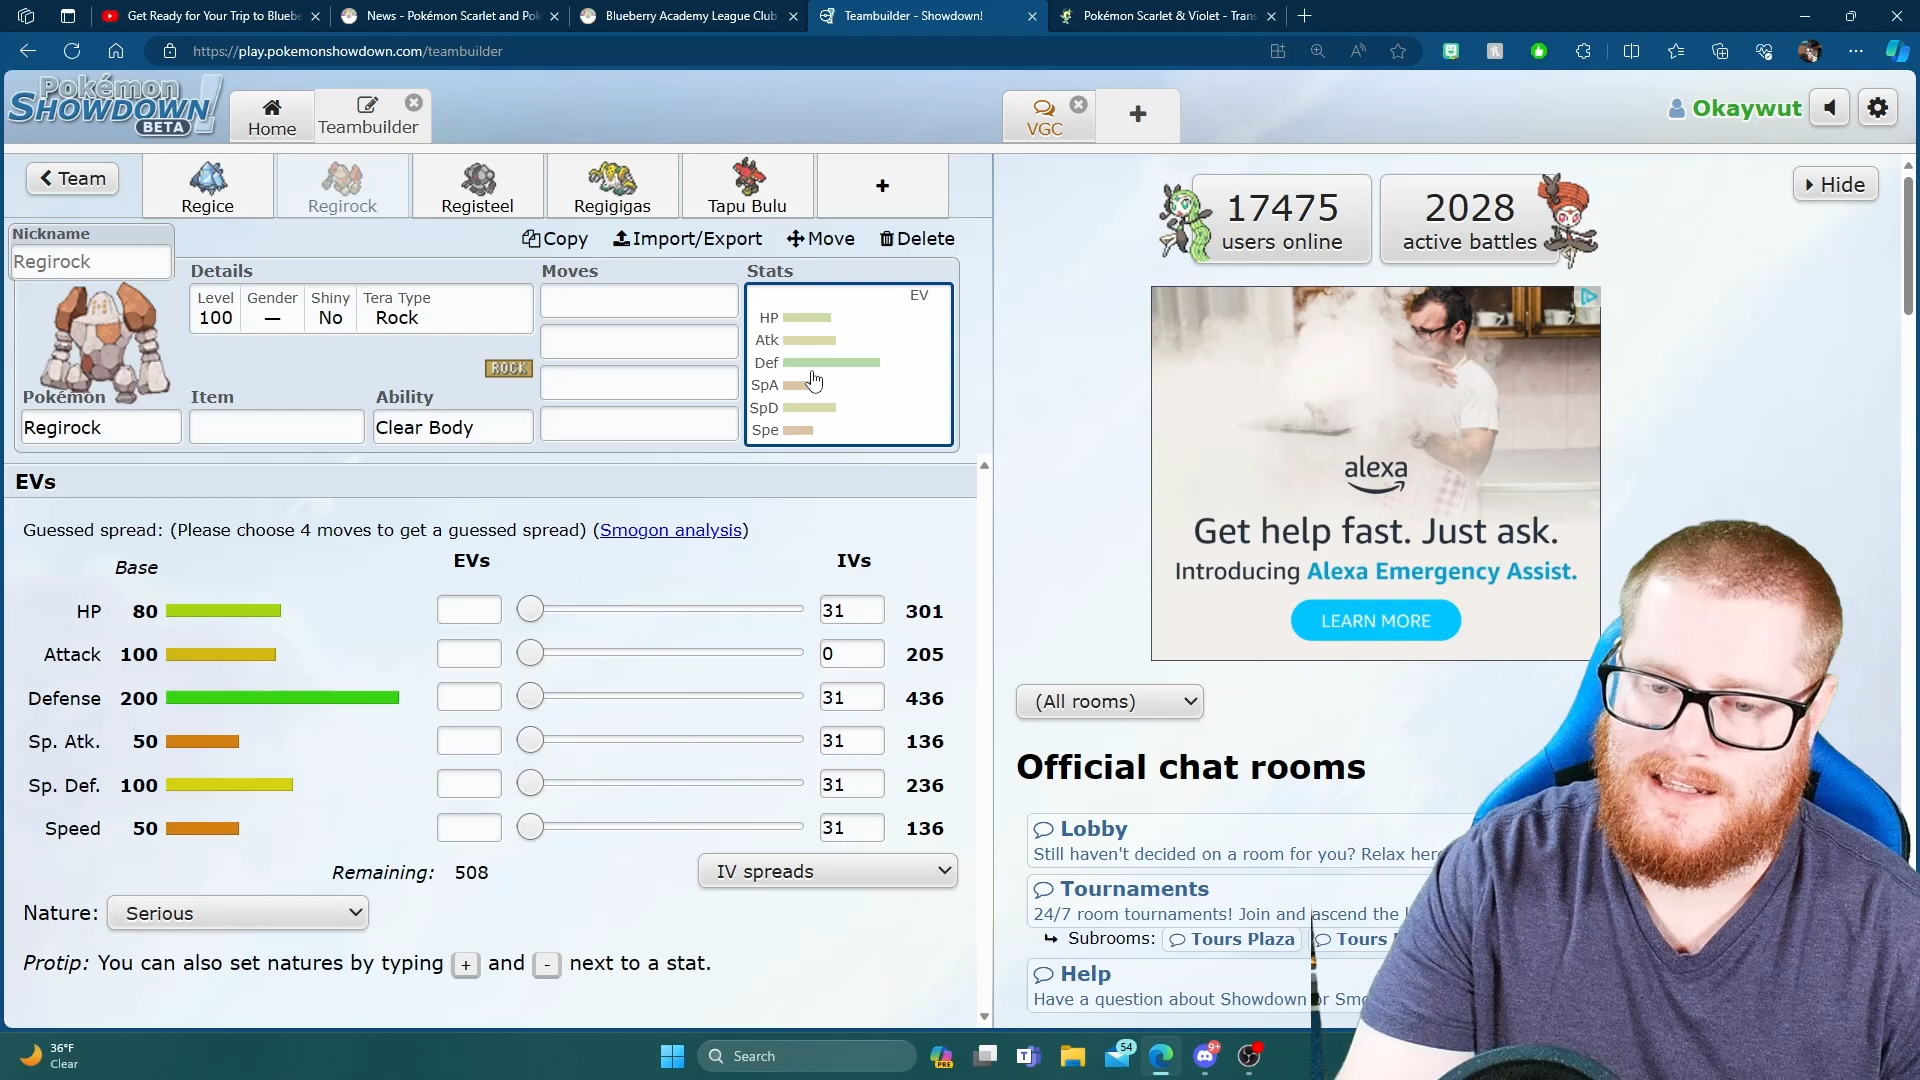 Get Ready for Your Trip to Blueb
News - Pokémon Scarlet and Pok
Blueberry Academy League Club
Teambuilder - Showdown!
Pokémon Scarlet & Violet - Trans
https://play.pokemonshowdown.com/teambuilder
Pokémon
SHOWDOWN!
BETA
Home
Teambuilder
VGC
Okaywut
Team
Regice
Regirock
Registeel
Regigigas
Tapu Bulu
Hide
17475
users online
2028
active battles
Nickname
Regirock
Copy
Import/Export
Move
Delete
Details
Moves
Stats
Level
100
Gender
—
Shiny
No
Tera Type
Rock
EV
HP
Atk
Def
SpA
SpD
Spe
ROCK
Pokémon
Regirock
Item
Ability
Clear Body
alexa
Get help fast. Just ask.
Introducing Alexa Emergency Assist.
LEARN MORE
EVs
Guessed spread: (Please choose 4 moves to get a guessed spread) (Smogon analysis)
Base
EVs
IVs
HP 80 31 301
Attack 100 0 205
Defense 200 31 436
Sp. Atk. 50 31 136
Sp. Def. 100 31 236
Speed 50 31 136
Remaining: 508
IV spreads
Nature: Serious
Protip: You can also set natures by typing + and - next to a stat.
(All rooms)
Official chat rooms
Lobby
Still haven't decided on a room for you? Relax here
Tournaments
24/7 room tournaments! Join and ascend the
Subrooms: Tours Plaza Tours
Help
Have a question about Showdown or Smo
36°F
Clear
Search
PRE
54
9+